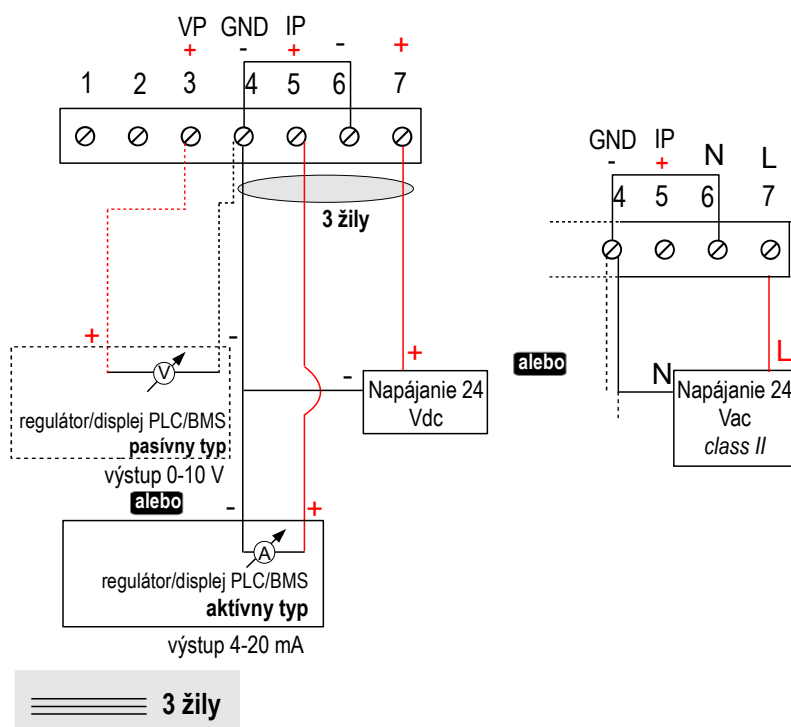 VP GND IP
+ - + - +
1 2 3 4 5 6 7
3 žily
+ -
V
regulátor/displej PLC/BMS
pasívny typ
výstup 0-10 V
alebo
- +
A
regulátor/displej PLC/BMS
aktívny typ
výstup 4-20 mA
- +
Napájanie 24
Vdc
3 žily
alebo
GND IP N L
- +
4 5 6 7
N L
Napájanie 24
Vac
class II